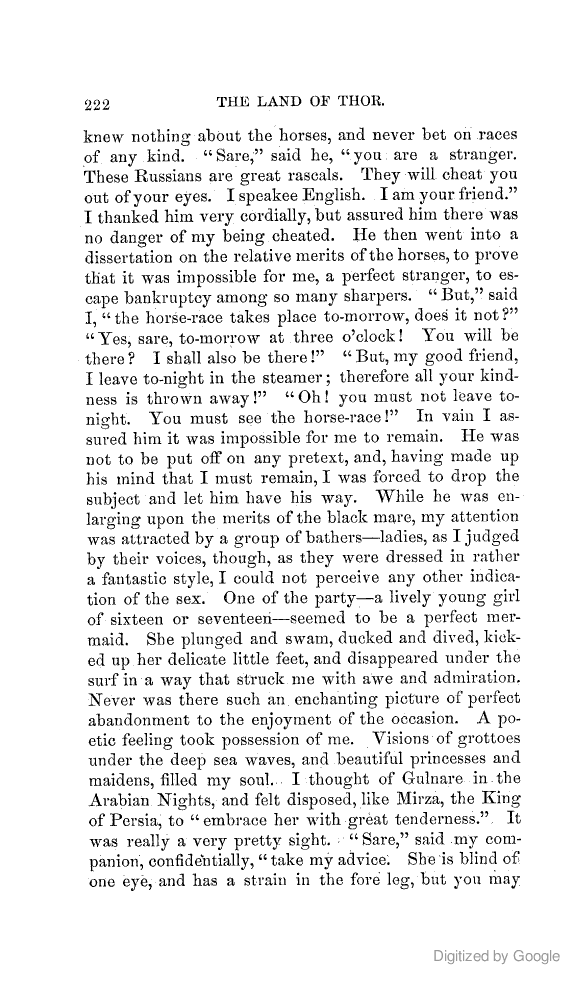 222 THE LAND OF THOR.
knew nothing about the horses, and never bet on races
of any kind. “Sare,” said he, “you are a stranger.
These Russians are great rascals. They will cheat you
out of your eyes. I speakee English. I am your friend.”
I thanked him very cordially, but assured him there was
no danger of my being cheated. He then went into a
dissertation on the relative merits of the horses, to prove
that it was impossible for me, a perfect stranger, to es-
cape bankruptcy among so many sharpers. “But,” said
I, “the horse-race takes place to-morrow, does it not?”
“Yes, sare, to-morrow at three o’clock! You will be
there? I shall also be there!” “But, my good friend,
I leave to-night in the steamer; therefore all your kind-
ness is thrown away!” “Oh! you must not leave to-
night. You must see the horse-race!” In vain I as-
sured him it was impossible for me to remain. He was
not to be put off on any pretext, and, having made up
his mind that I must remain, I was forced to drop the
subject and let him have his way. While he was en-
larging upon the merits of the black mare, my attention
was attracted by a group of bathers—ladies, as I judged
by their voices, though, as they were dressed in rather
a fantastic style, I could not perceive any other indica-
tion of the sex. One of the party—a lively young girl
of sixteen or seventeen—seemed to be a perfect mer-
maid. She plunged and swam, ducked and dived, kick-
ed up her delicate little feet, and disappeared under the
surf in a way that struck me with awe and admiration.
Never was there such an enchanting picture of perfect
abandonment to the enjoyment of the occasion. A po-
etic feeling took possession of me. Visions of grottoes
under the deep sea waves, and beautiful princesses and
maidens, filled my soul. I thought of Gulnare in the
Arabian Nights, and felt disposed, like Mirza, the King
of Persia, to “embrace her with great tenderness.” It
was really a very pretty sight. “Sare,” said my com-
panion, confidentially, “take my advice. She is blind of
one eye, and has a strain in the fore leg, but you may
Digitized by Google